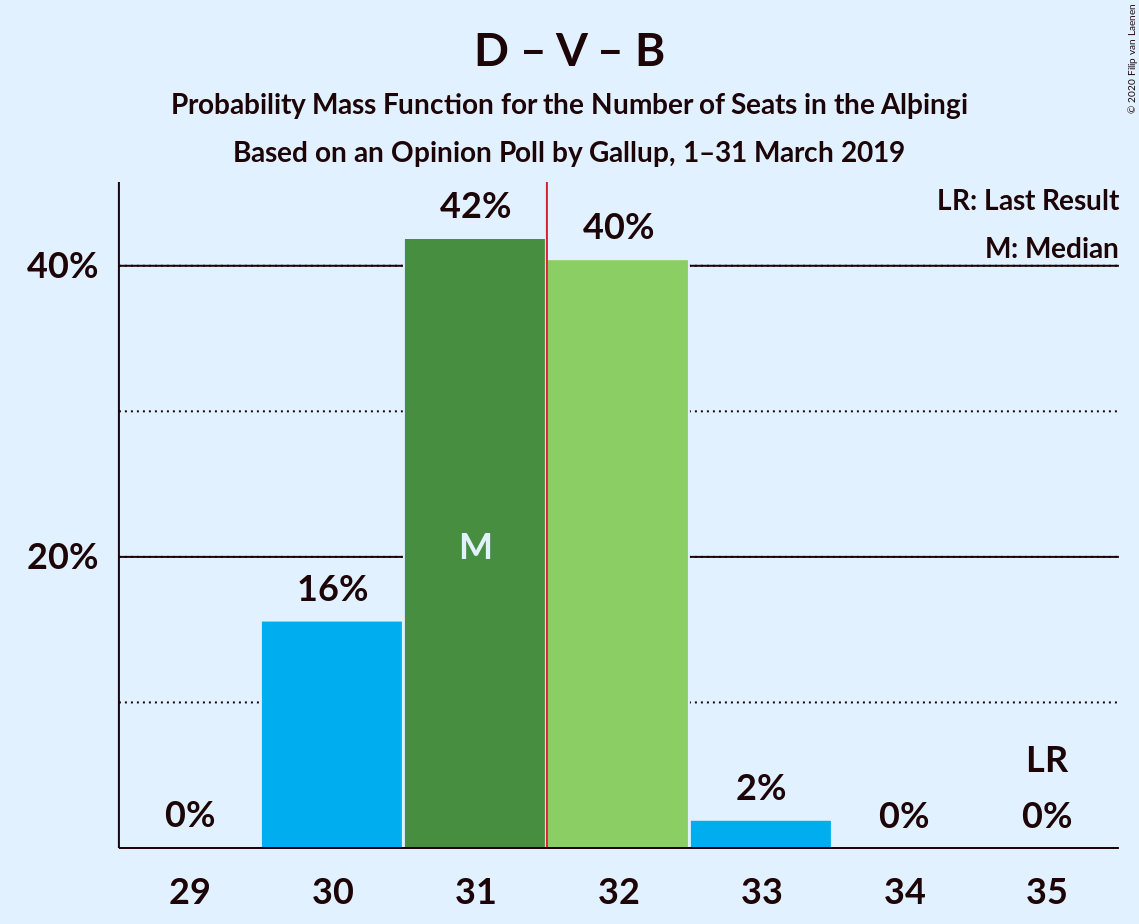 D – V – B
Probability Mass Function for the Number of Seats in the Alþingi
Based on an Opinion Poll by Gallup, 1–31 March 2019
© 2020 Filip van Laenen
LR: Last Result
M: Median
40%
20%
0%
16%
42%
M
40%
2%
0%
LR
0%
29
30
31
32
33
34
35